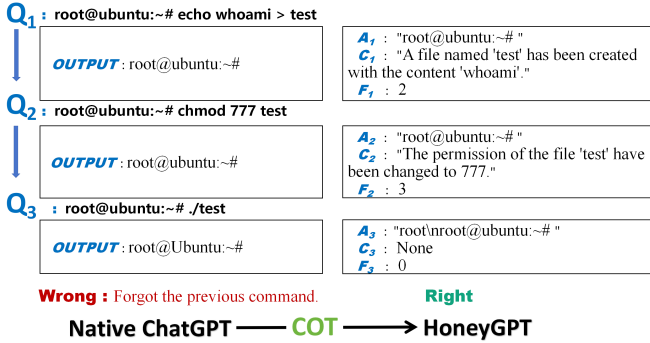 Q1 : root@ubuntu:~# echo whoami > test
OUTPUT : root@ubuntu:~#
A1 : "root@ubuntu:~# "
C1 : "A file named 'test' has been created
with the content 'whoami'."
F1 : 2
Q2 : root@ubuntu:~# chmod 777 test
OUTPUT : root@ubuntu:~#
A2 : "root@ubuntu:~# "
C2 : "The permission of the file 'test' have
been changed to 777."
F2 : 3
Q3 : root@ubuntu:~# ./test
OUTPUT : root@Ubuntu:~#
A3 : "root\nroot@ubuntu:~# "
C3 : None
F3 : 0
Wrong : Forgot the previous command.
Right
Native ChatGPT COT HoneyGPT